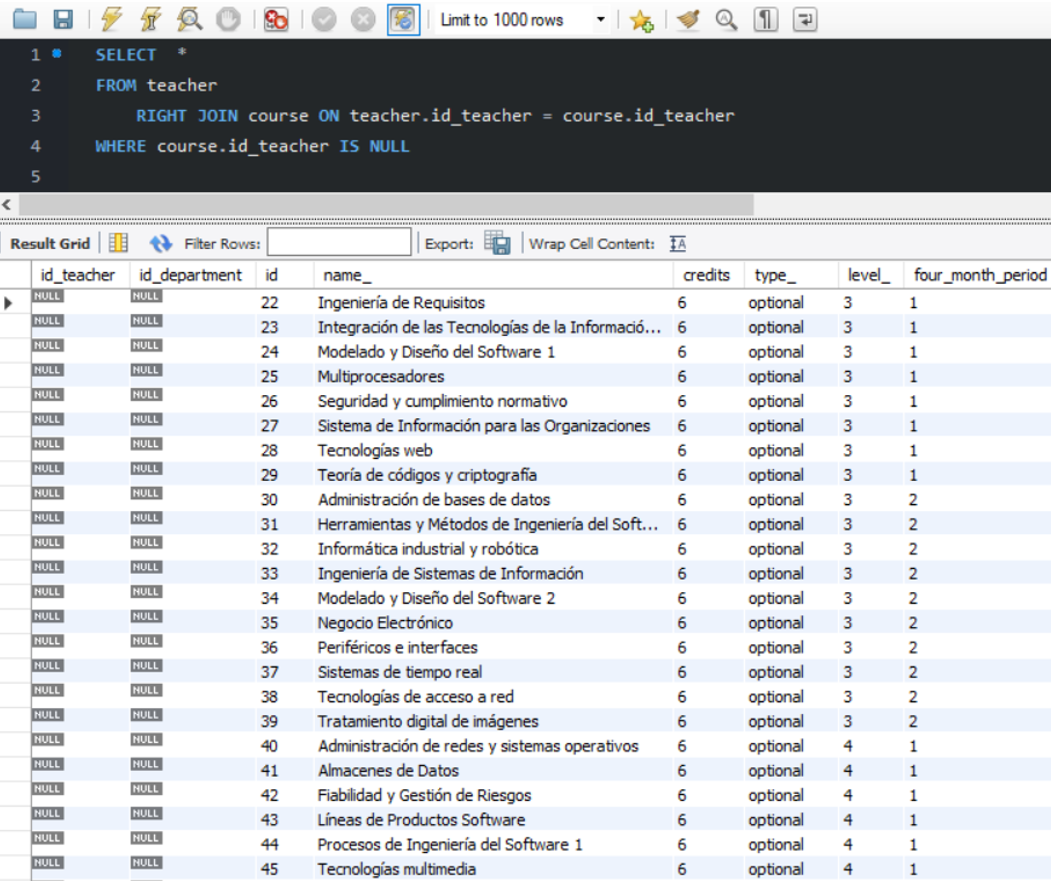 Limit to 1000 rows
1 SELECT *
2 FROM teacher
3 RIGHT JOIN course ON teacher.id_teacher = course.id_teacher
4 WHERE course.id_teacher IS NULL
5
Result Grid Filter Rows: Export: Wrap Cell Content: IA
id_teacher id_department id name_ credits type_ level_ four_month_period
NULL NULL 22 Ingeniería de Requisitos 6 optional 3 1
NULL NULL 23 Integración de las Tecnologías de la Informació... 6 optional 3 1
NULL NULL 24 Modelado y Diseño del Software 1 6 optional 3 1
NULL NULL 25 Multiprocesadores 6 optional 3 1
NULL NULL 26 Seguridad y cumplimiento normativo 6 optional 3 1
NULL NULL 27 Sistema de Información para las Organizaciones 6 optional 3 1
NULL NULL 28 Tecnologías web 6 optional 3 1
NULL NULL 29 Teoría de códigos y criptografía 6 optional 3 1
NULL NULL 30 Administración de bases de datos 6 optional 3 2
NULL NULL 31 Herramientas y Métodos de Ingeniería del Soft... 6 optional 3 2
NULL NULL 32 Informática industrial y robótica 6 optional 3 2
NULL NULL 33 Ingeniería de Sistemas de Información 6 optional 3 2
NULL NULL 34 Modelado y Diseño del Software 2 6 optional 3 2
NULL NULL 35 Negocio Electrónico 6 optional 3 2
NULL NULL 36 Periféricos e interfaces 6 optional 3 2
NULL NULL 37 Sistemas de tiempo real 6 optional 3 2
NULL NULL 38 Tecnologías de acceso a red 6 optional 3 2
NULL NULL 39 Tratamiento digital de imágenes 6 optional 3 2
NULL NULL 40 Administración de redes y sistemas operativos 6 optional 4 1
NULL NULL 41 Almacenes de Datos 6 optional 4 1
NULL NULL 42 Fiabilidad y Gestión de Riesgos 6 optional 4 1
NULL NULL 43 Líneas de Productos Software 6 optional 4 1
NULL NULL 44 Procesos de Ingeniería del Software 1 6 optional 4 1
NULL NULL 45 Tecnologías multimedia 6 optional 4 1